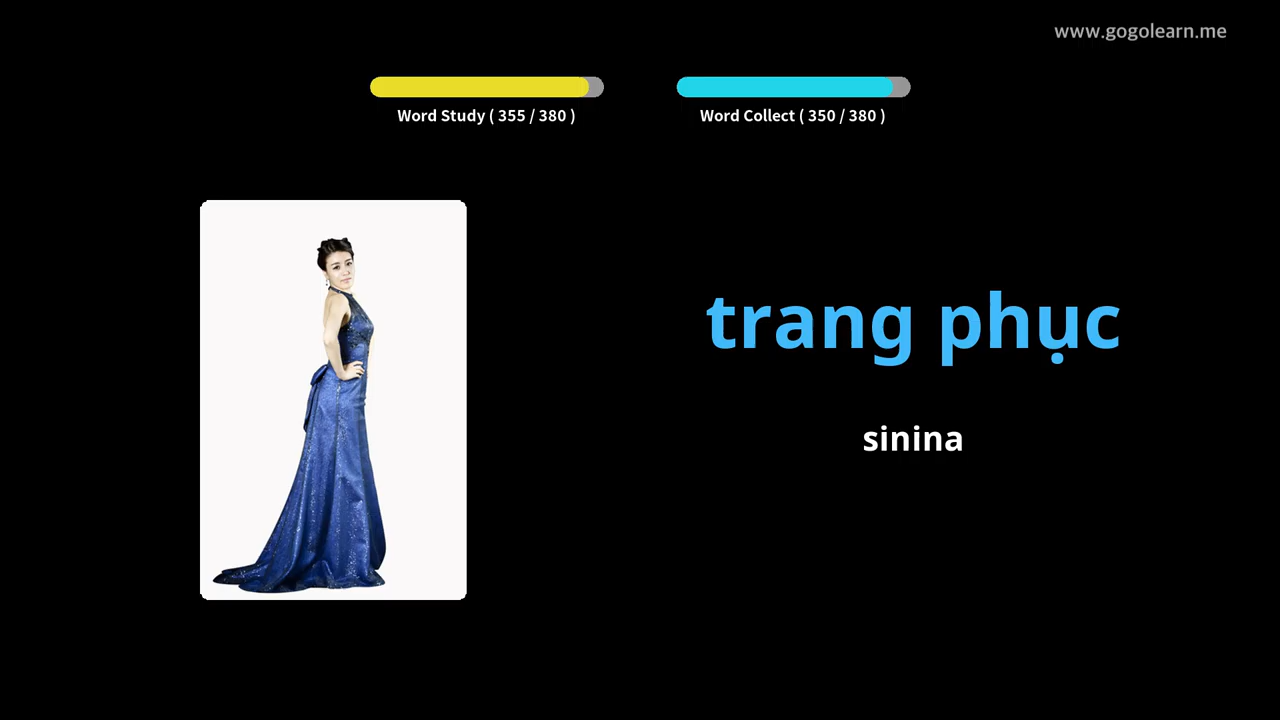 www.gogolearn.me
Word Study ( 355 / 380 )
Word Collect ( 350 / 380 )
trang phục
sinina